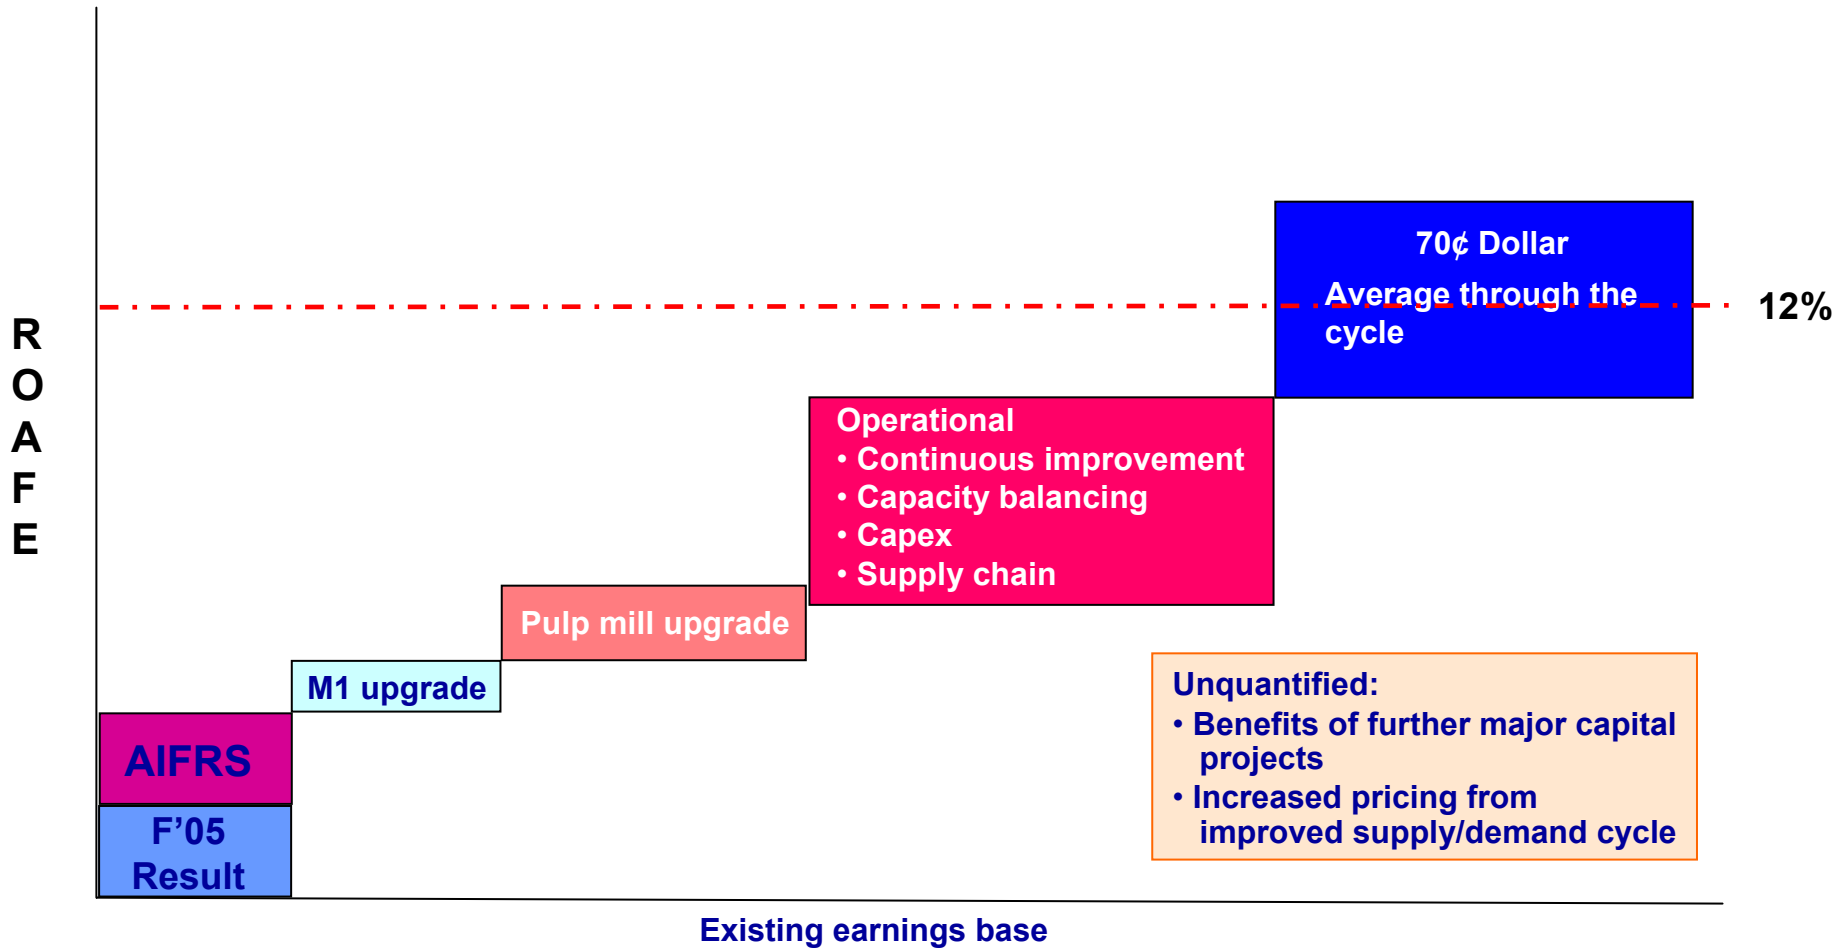 R
O
A
F
E
70¢ Dollar
Average through the
cycle
12%
Operational
• Continuous improvement
• Capacity balancing
• Capex
• Supply chain
Pulp mill upgrade
M1 upgrade
AIFRS
F’05
Result
Unquantified:
• Benefits of further major capital
projects
• Increased pricing from
improved supply/demand cycle
Existing earnings base